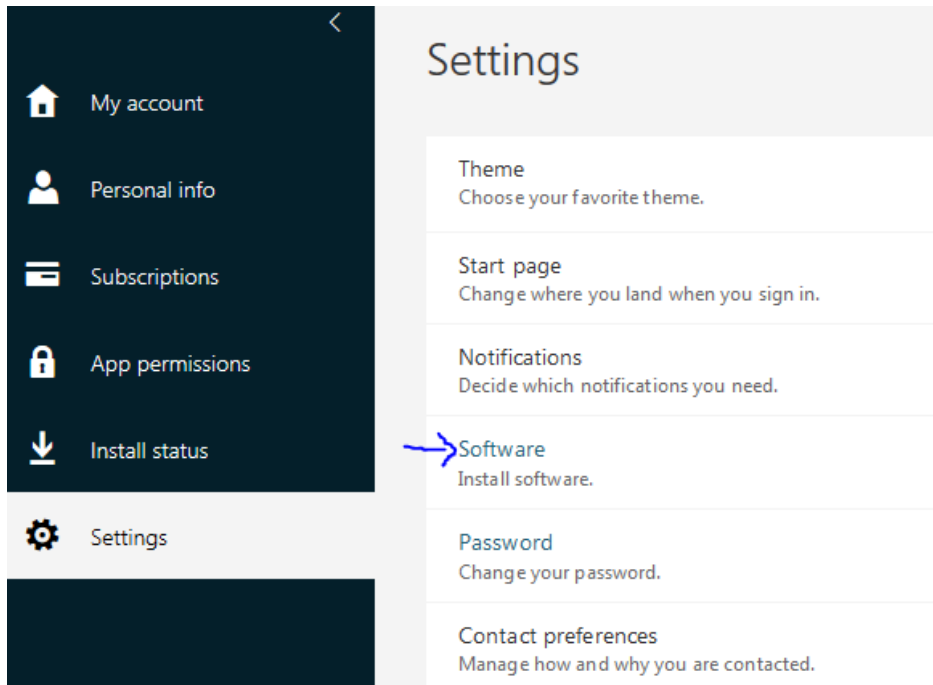 My account
Personal info
Subscriptions
App permissions
Install status
Settings
Settings
Theme
Choose your favorite theme.
Start page
Change where you land when you sign in.
Notifications
Decide which notifications you need.
Software
Install software.
Password
Change your password.
Contact preferences
Manage how and why you are contacted.